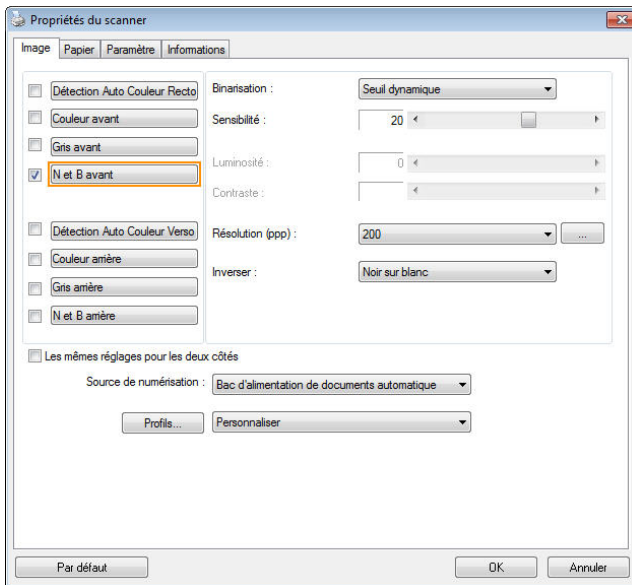 Propriétés du scanner
Image Papier Paramètre Informations
Détection Auto Couleur Recto
Couleur avant
Gris avant
N et B avant
Détection Auto Couleur Verso
Couleur arrière
Gris arrière
N et B arrière
Binarisation : Seuil dynamique
Sensibilité : 20
Luminosité : 0
Contraste :
Résolution (ppp) : 200 ...
Inverser : Noir sur blanc
Les mêmes réglages pour les deux côtés
Source de numérisation : Bac d'alimentation de documents automatique
Profils... Personnaliser
Par défaut OK Annuler